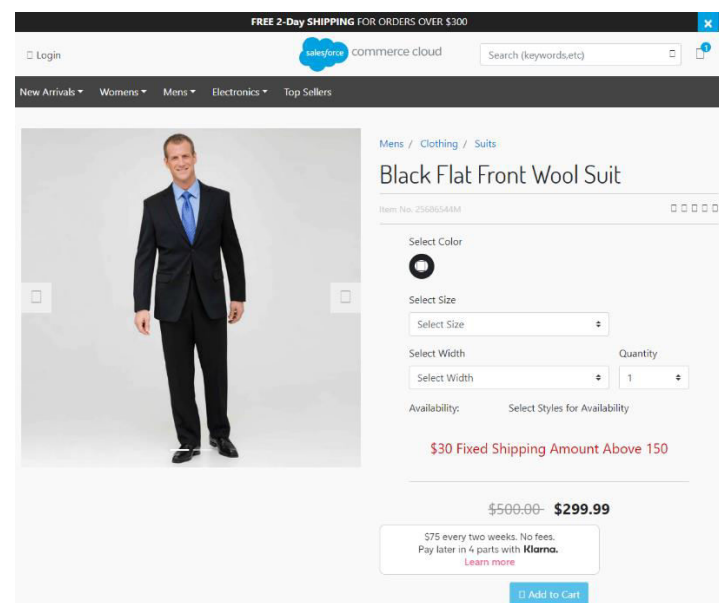 FREE 2-Day SHIPPING FOR ORDERS OVER $300
×
Login
salesforce commerce cloud
Search (keywords,etc)
0
New Arrivals
Womens
Mens
Electronics
Top Sellers
Mens / Clothing / Suits
Black Flat Front Wool Suit
Item No. 25686544M
Select Color
Select Size
Select Size
Select Width
Quantity
Select Width
1
Availability:
Select Styles for Availability
$30 Fixed Shipping Amount Above 150
$500.00 $299.99
$75 every two weeks. No fees.
Pay later in 4 parts with Klarna.
Learn more
Add to Cart